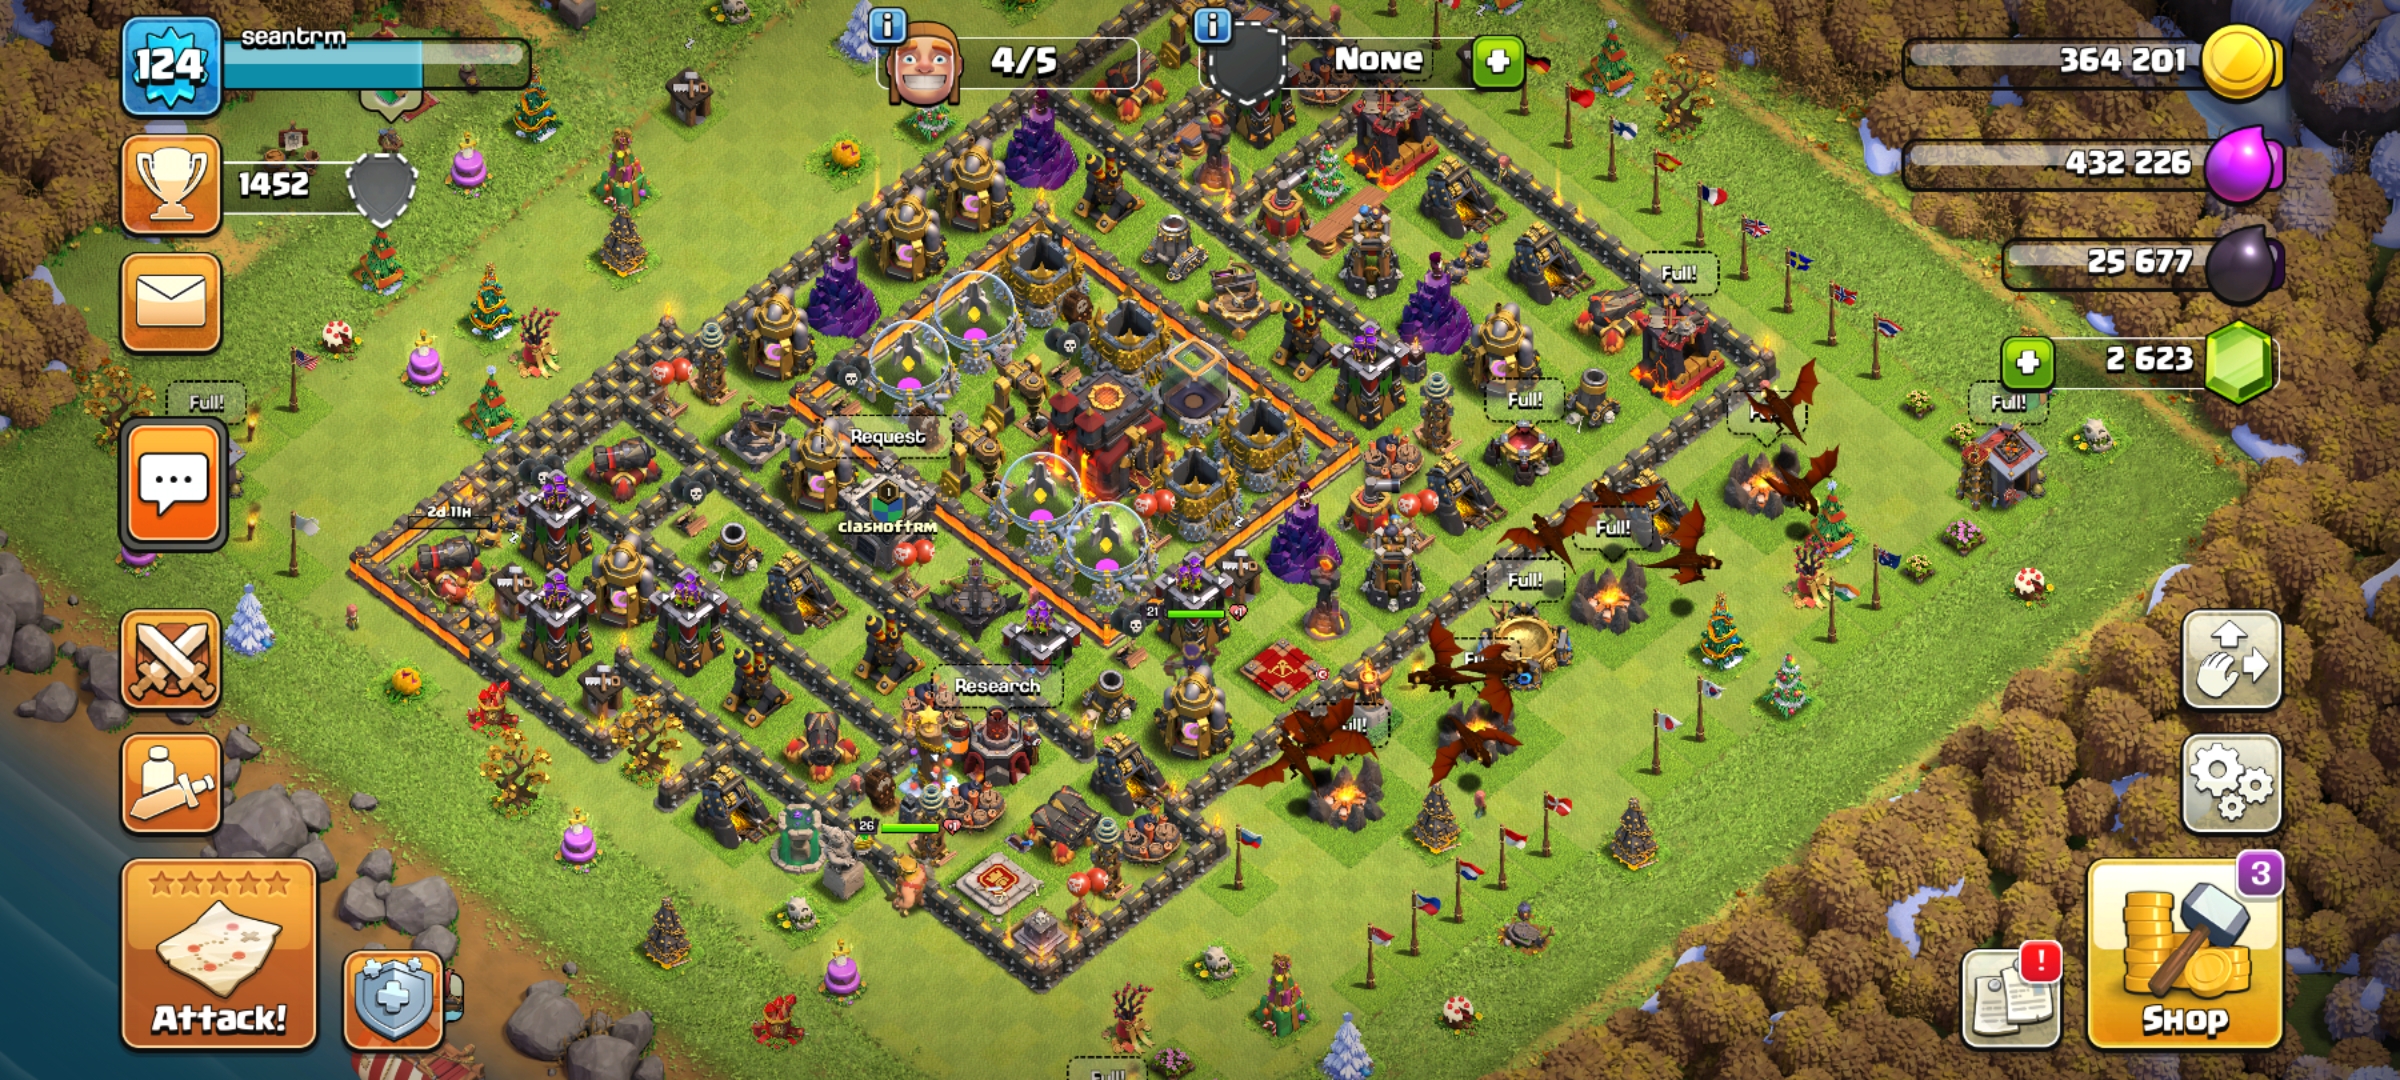 124
seantrm
4/5
None
364 201
1452
432 226
25 677
2 623
Full!
Full!
Full!
Full!
Request
clashoftrm
2d 11H
Full!
Full!
21
Research
26
Attack!
3
Shop